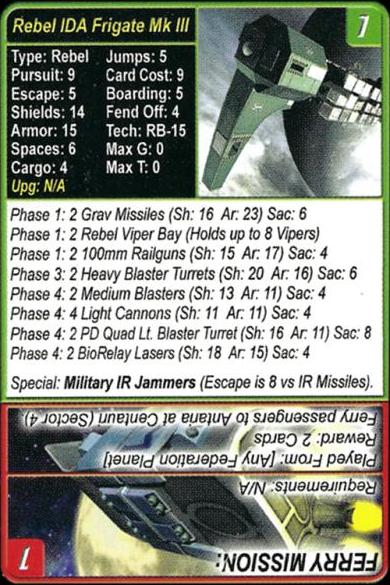 Rebel IDA Frigate Mk III
1
Type: Rebel Jumps: 5
Pursuit: 9 Card Cost: 9
Escape: 5 Boarding: 5
Shields: 14 Fend Off: 4
Armor: 15 Tech: RB-15
Spaces: 6 Max G: 0
Cargo: 4 Max T: 0
Upg: N/A
Phase 1: 2 Grav Missiles (Sh: 16 Ar: 23) Sac: 6
Phase 1: 2 Rebel Viper Bay (Holds up to 8 Vipers)
Phase 1: 2 100mm Railguns (Sh: 15 Ar: 17) Sac: 4
Phase 3: 2 Heavy Blaster Turrets (Sh: 20 Ar: 16) Sac: 6
Phase 4: 2 Medium Blasters (Sh: 13 Ar: 11) Sac: 4
Phase 4: 4 Light Cannons (Sh: 11 Ar: 11) Sac: 4
Phase 4: 2 PD Quad Lt. Blaster Turret (Sh: 16 Ar: 11) Sac: 8
Phase 4: 2 BioRelay Lasers (Sh: 18 Ar: 15) Sac: 4
Special: Military IR Jammers (Escape is 8 vs IR Missiles).
FERRY MISSION:
1
Requirements: N/A
Played From: [Any Federation Planet]
Reward: 2 Cards
Ferry passengers to Antana at Centauri (Sector 4)